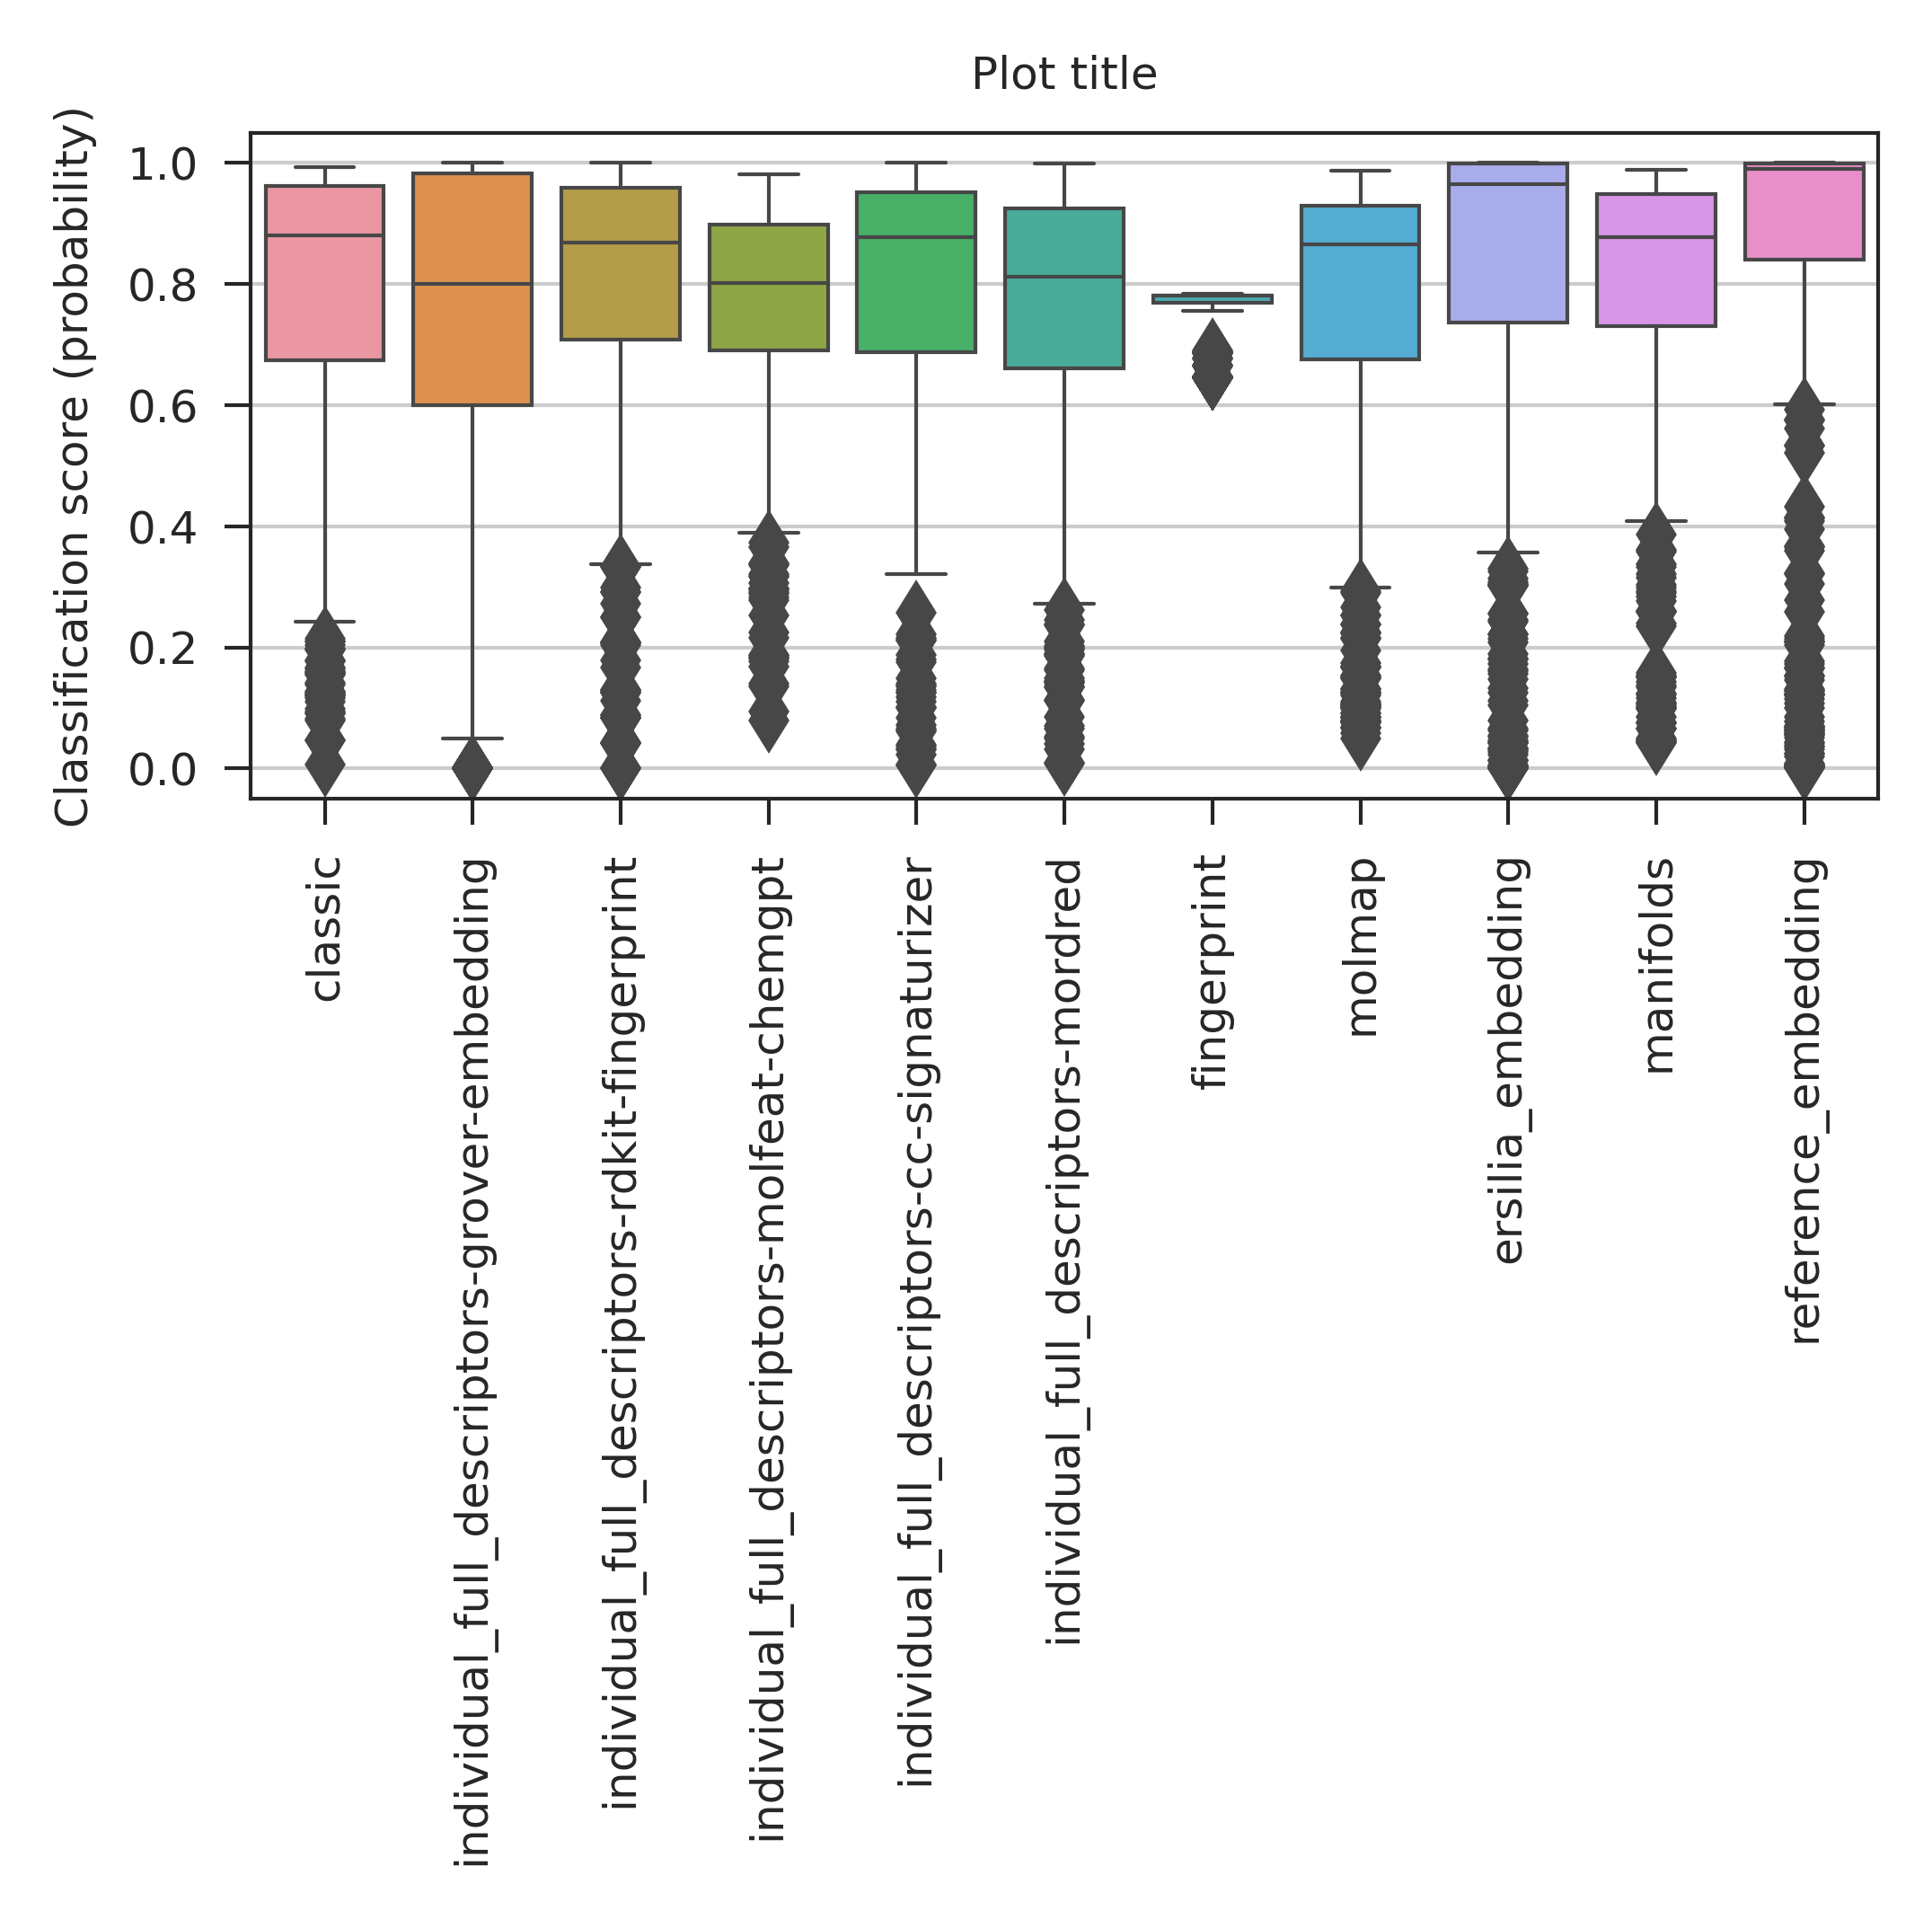 Plot title
Classification score (probability)
1.0
0.8
0.6
0.4
0.2
0.0
classic
individual_full_descriptors-grover-embedding
individual_full_descriptors-rdkit-fingerprint
individual_full_descriptors-molfeat-chemgpt
individual_full_descriptors-cc-signaturizer
individual_full_descriptors-mordred
fingerprint
molmap
ersilia_embedding
manifolds
reference_embedding